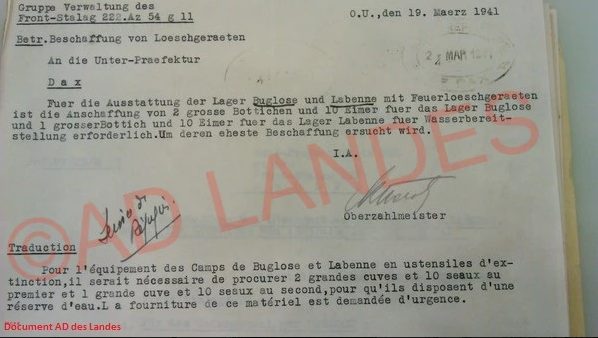 Gruppe Verwaltung des
Front-Stalag 222.Az 54 g 11
O.U.,den 19. Maerz 1941
Betr.Beschaffung von Loeschgeraeten
MAR
An die Unter-Praefektur
D a x
Fuer die Ausstattung der Lager Buglose und Labenne mit Feuerloeschgeraeten
ist die Anschaffung von 2 grosse Bottichen und 10 Eimer fuer das Lager Buglose
und 1 grosserBottich und 10 Eimer fuer das Lager Labenne fuer Wasserbereit-
stellung erforderlich.Um deren eheste Beschaffung ersucht wird.
I.A.
Oberzahlmeister
Traduction
Pour l'équipement des Camps de Buglose et Labenne en ustensiles d'ex-
tinction,il serait nécessaire de procurer 2 grandes cuves et 10 seaux au
premier et 1 grande cuve et 10 sesux au second,pour qu'ils disposent d'une
réserve d'eau.L a fourniture de ce matériel est demandée d'urgence.
©AD LANDES
Document AD des Landes